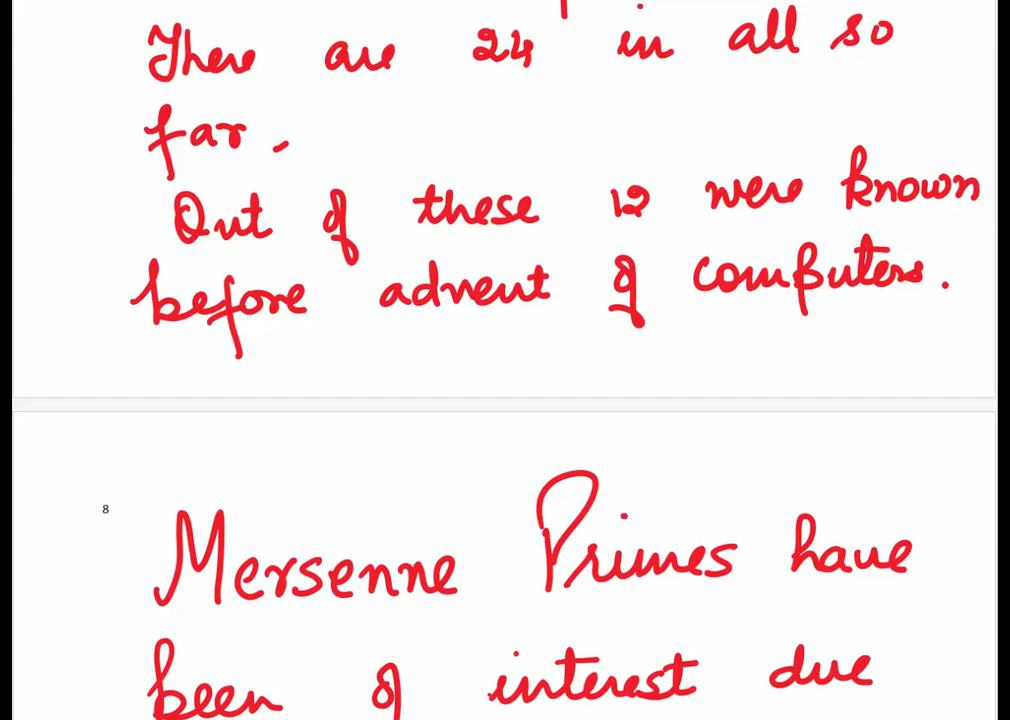 There are 24 in all so
far.
Out of these 12 were known
before advent of computers.
8
Mersenne Primes have
been of interest due